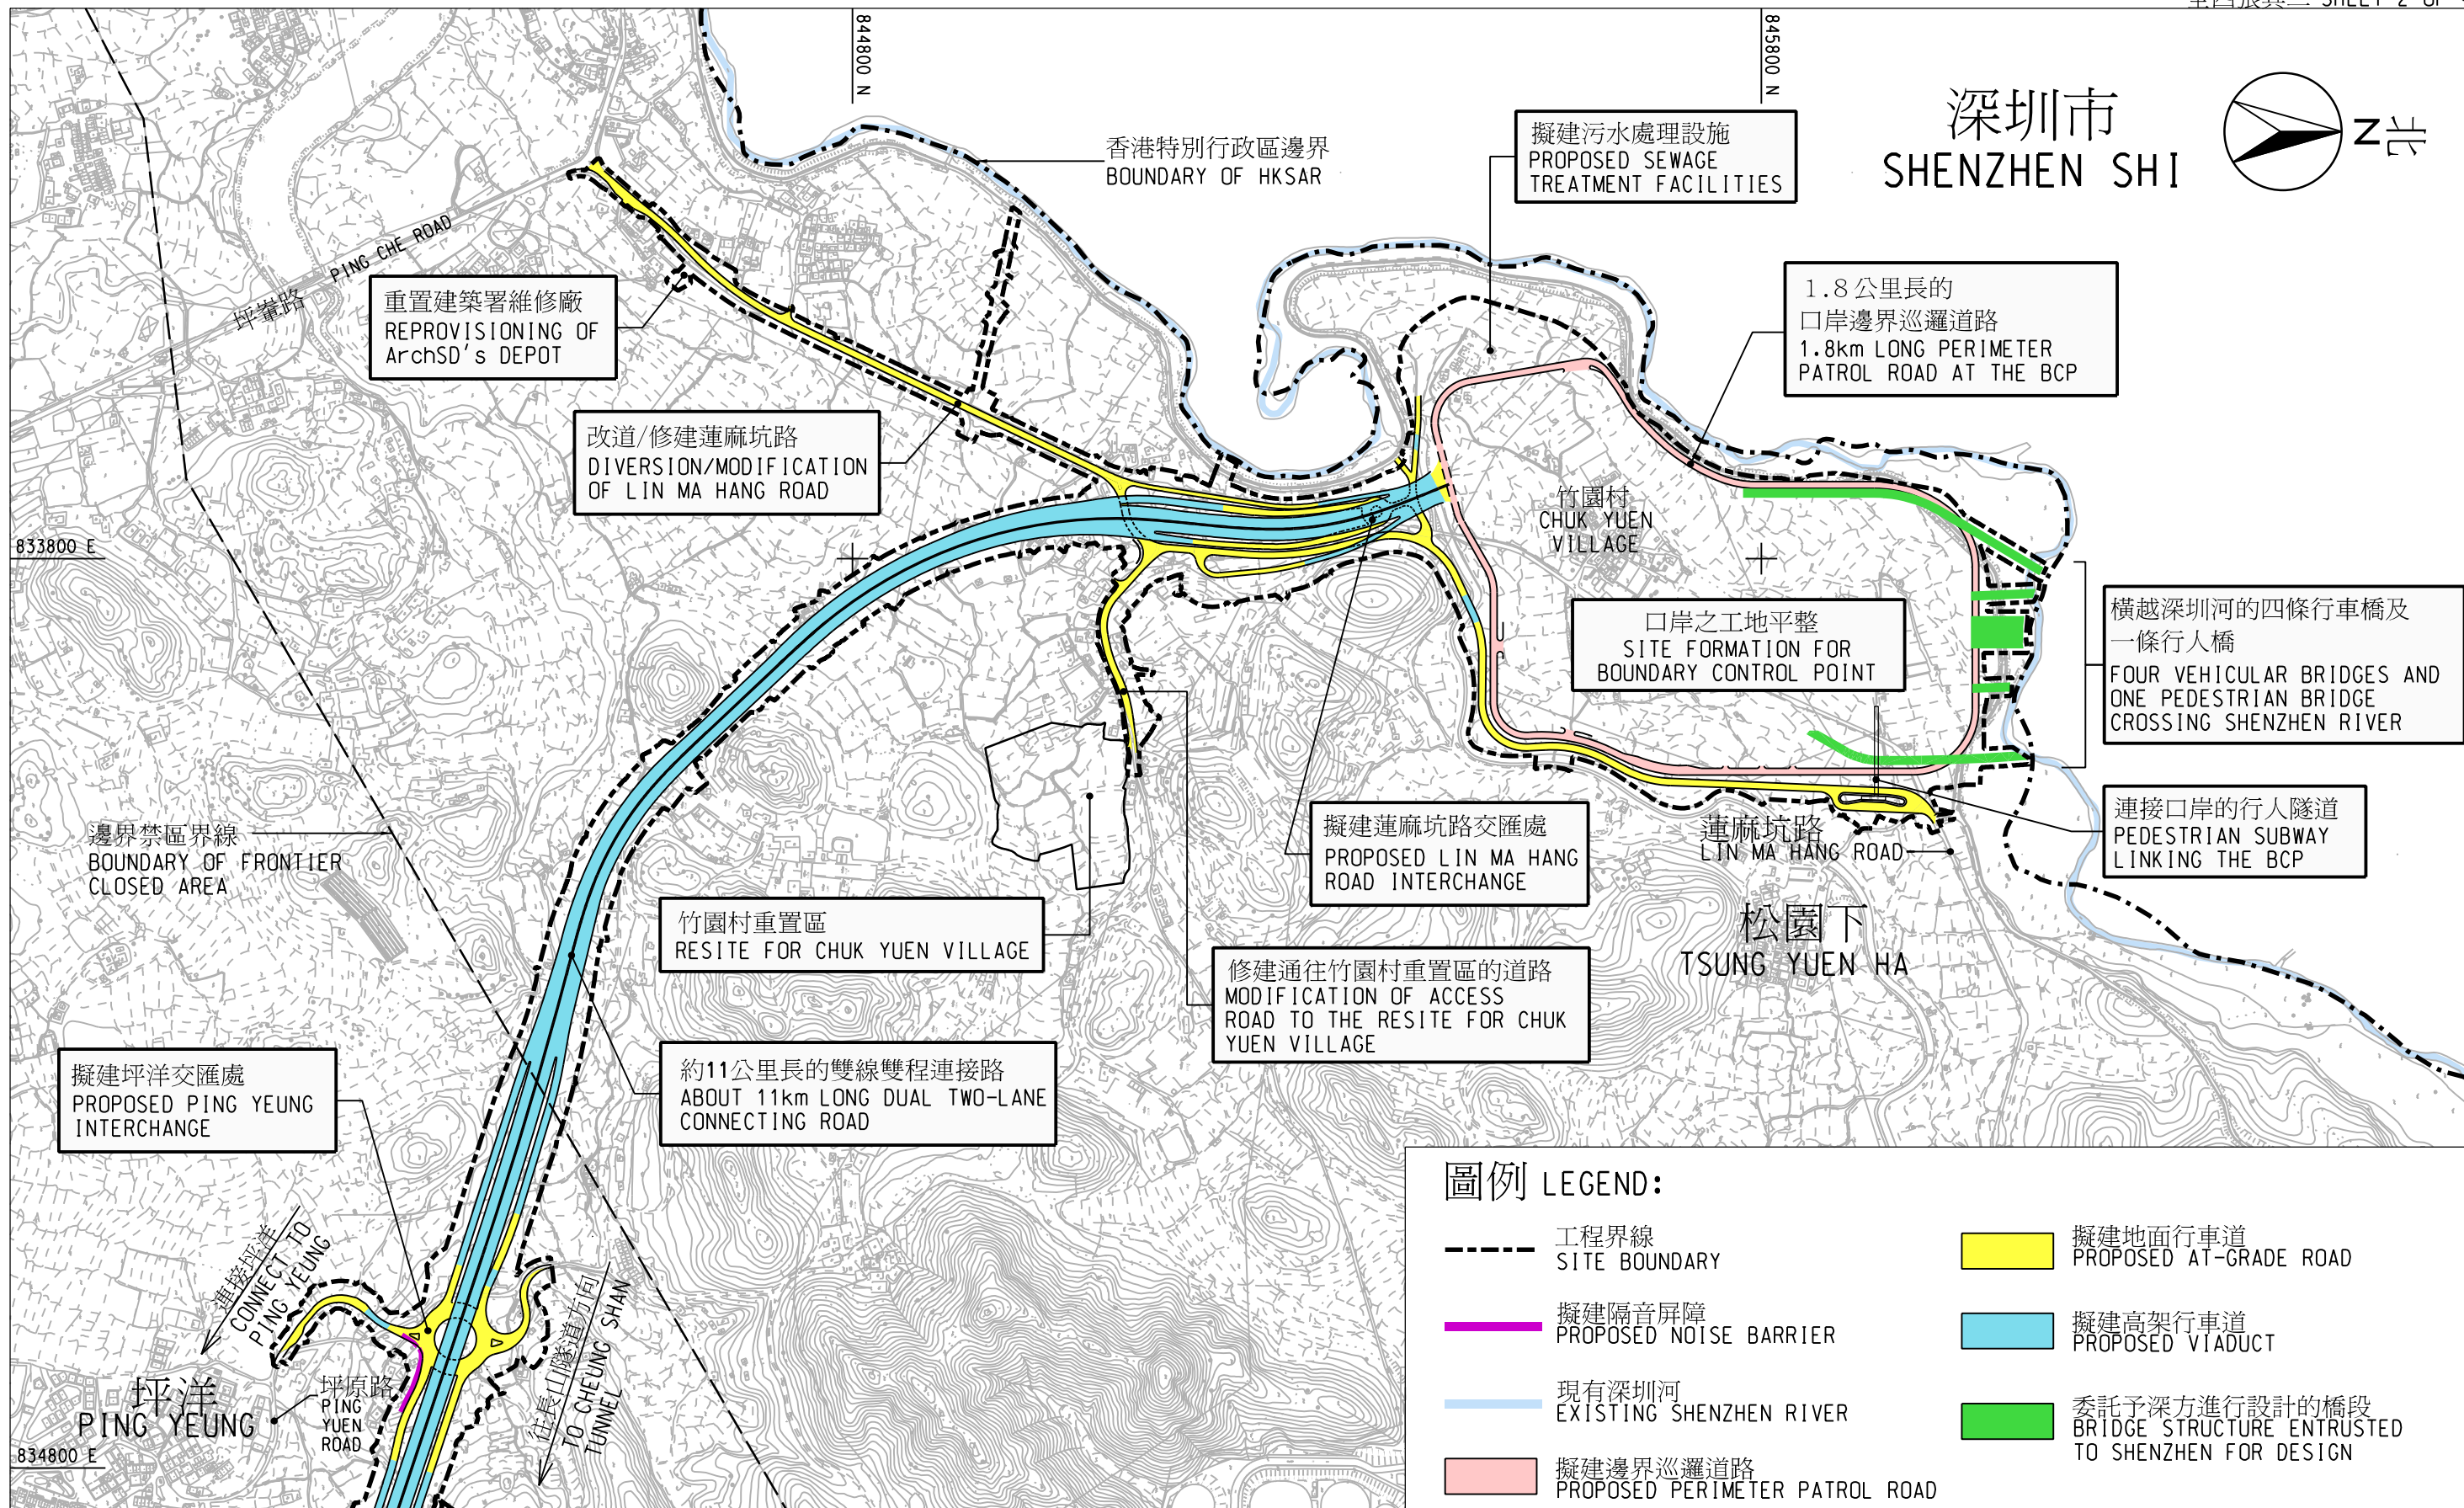 SHEET 2 OF
844800 N
845800 N
深圳市
SHENZHEN SHI
N
北
香港特別行政區邊界
BOUNDARY OF HKSAR
擬建污水處理設施
PROPOSED SEWAGE
TREATMENT FACILITIES
1.8公里長的
口岸邊界巡邏道路
1.8km LONG PERIMETER
PATROL ROAD AT THE BCP
坪輋路 PING CHE ROAD
重置建築署維修廠
REPROVISIONING OF
ArchSD's DEPOT
改道/修建蓮麻坑路
DIVERSION/MODIFICATION
OF LIN MA HANG ROAD
竹園村
CHUK YUEN
VILLAGE
833800 E
口岸之工地平整
SITE FORMATION FOR
BOUNDARY CONTROL POINT
橫越深圳河的四條行車橋及
一條行人橋
FOUR VEHICULAR BRIDGES AND
ONE PEDESTRIAN BRIDGE
CROSSING SHENZHEN RIVER
連接口岸的行人隧道
PEDESTRIAN SUBWAY
LINKING THE BCP
擬建蓮麻坑路交匯處
PROPOSED LIN MA HANG
ROAD INTERCHANGE
蓮麻坑路
LIN MA HANG ROAD
邊界禁區界線
BOUNDARY OF FRONTIER
CLOSED AREA
竹園村重置區
RESITE FOR CHUK YUEN VILLAGE
松園下
TSUNG YUEN HA
修建通往竹園村重置區的道路
MODIFICATION OF ACCESS
ROAD TO THE RESITE FOR CHUK
YUEN VILLAGE
擬建坪洋交匯處
PROPOSED PING YEUNG
INTERCHANGE
約11公里長的雙線雙程連接路
ABOUT 11km LONG DUAL TWO-LANE
CONNECTING ROAD
連接坪洋
CONNECT TO
PING YEUNG
往長山隧道方向
TO CHEUNG SHAN
TUNNEL
坪洋
PING YEUNG
坪原路
PING
YUEN
ROAD
834800 E
圖例 LEGEND:
工程界線
SITE BOUNDARY
擬建隔音屏障
PROPOSED NOISE BARRIER
現有深圳河
EXISTING SHENZHEN RIVER
擬建邊界巡邏道路
PROPOSED PERIMETER PATROL ROAD
擬建地面行車道
PROPOSED AT-GRADE ROAD
擬建高架行車道
PROPOSED VIADUCT
委託予深方進行設計的橋段
BRIDGE STRUCTURE ENTRUSTED
TO SHENZHEN FOR DESIGN